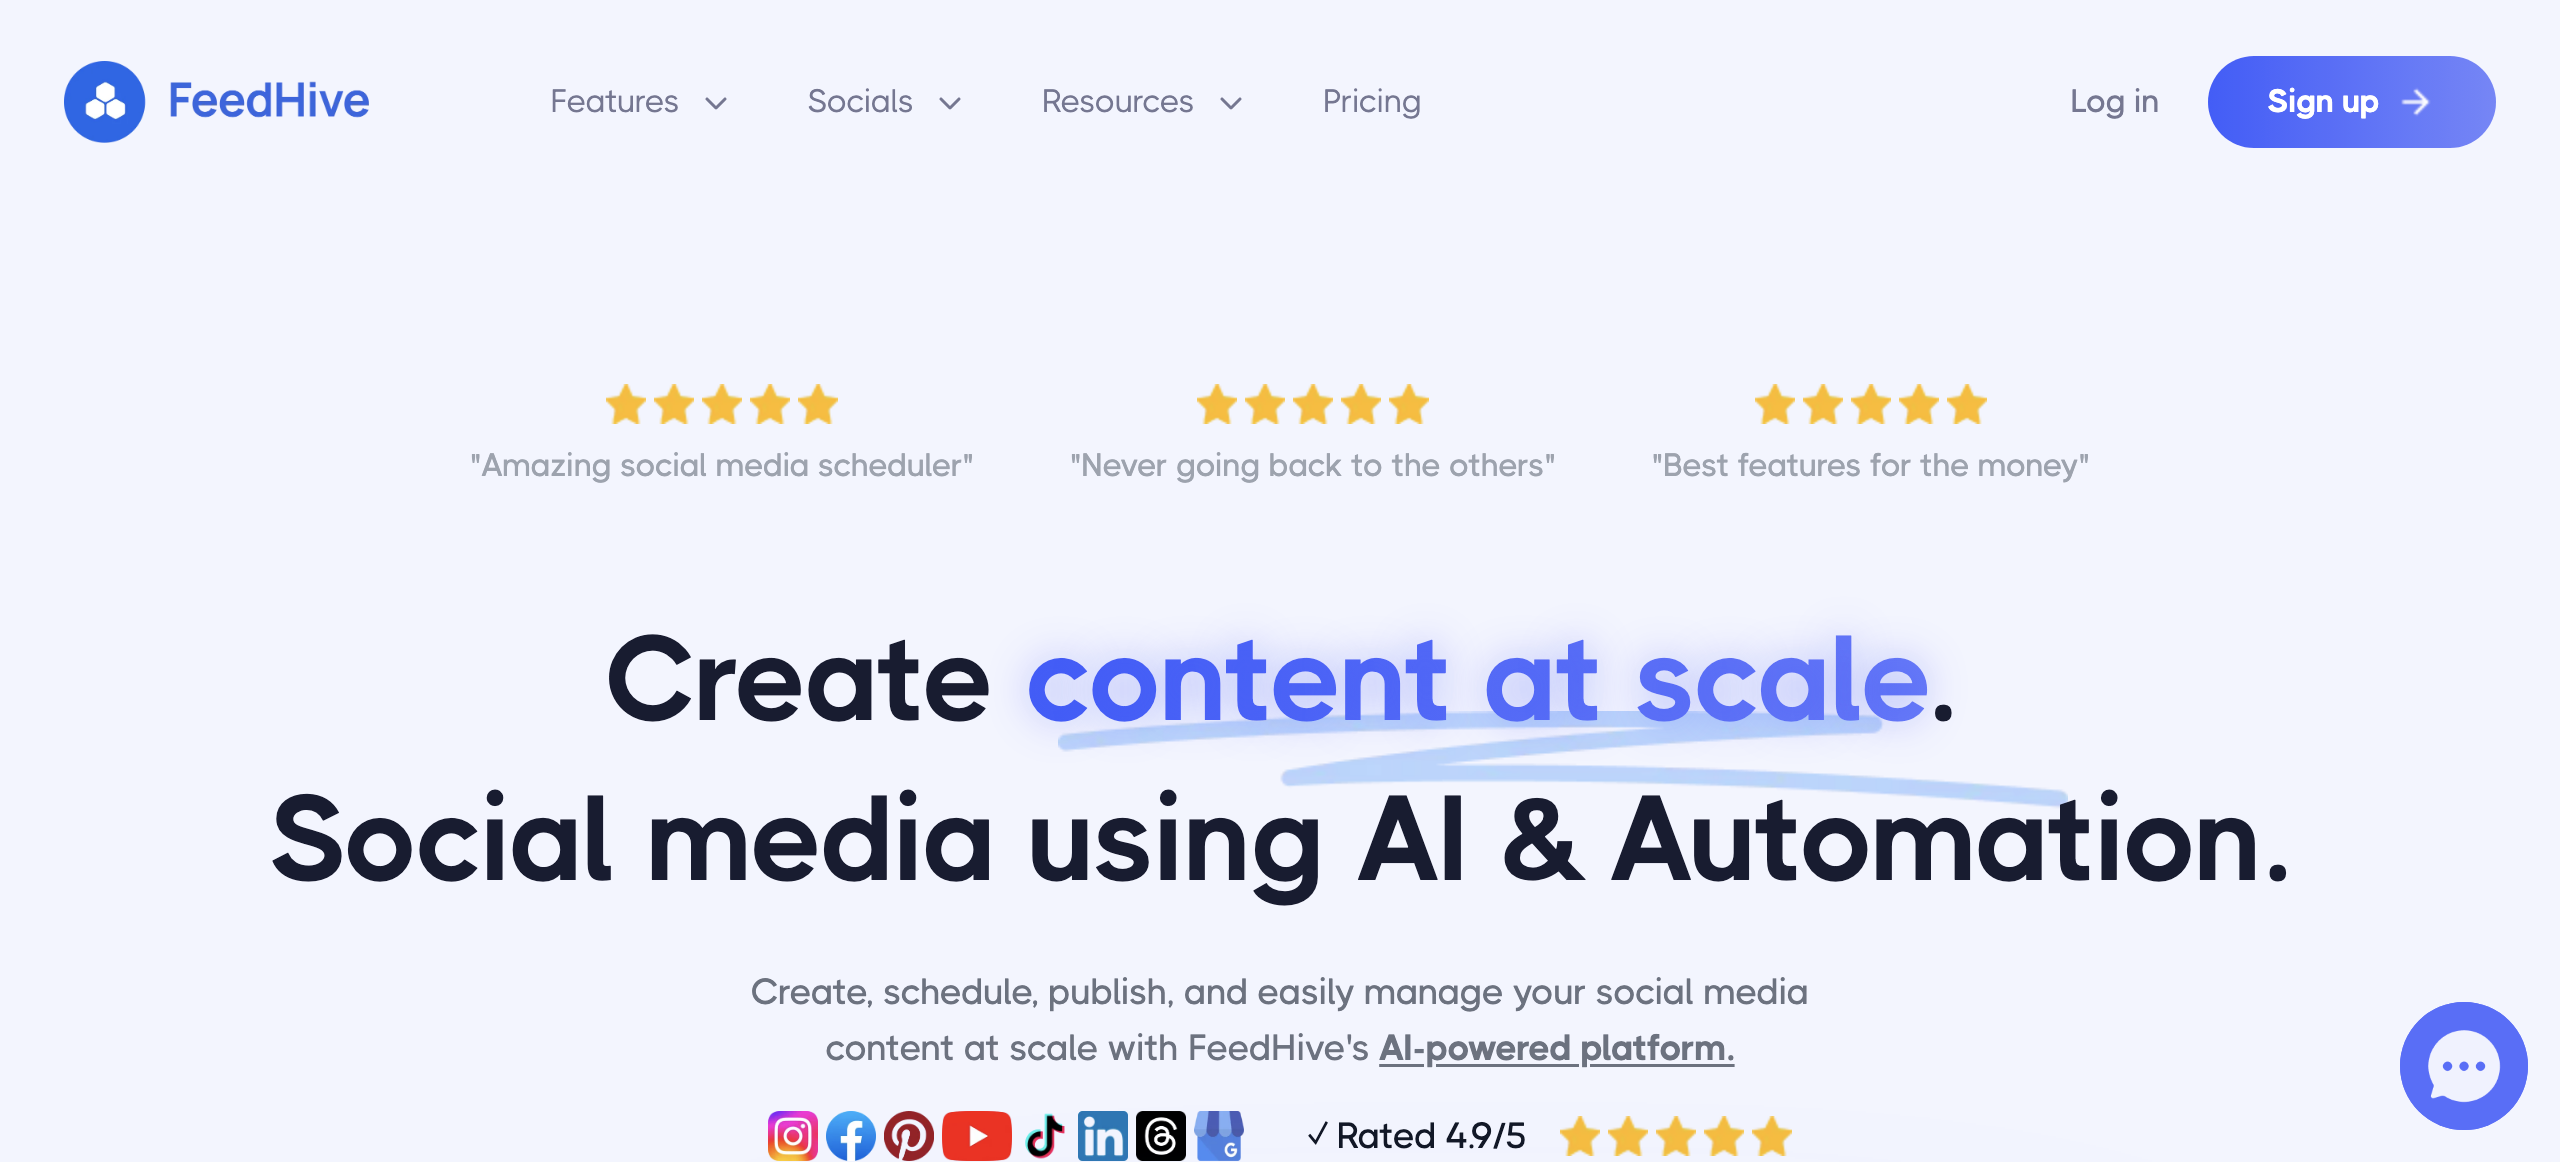 FeedHive
Features
Socials
Resources
Pricing
Log in
Sign up
"Amazing social media scheduler"
"Never going back to the others"
"Best features for the money"
Create content at scale.
Social media using AI & Automation.
Create, schedule, publish, and easily manage your social media
content at scale with FeedHive's AI-powered platform.
in
G
✓ Rated 4.9/5